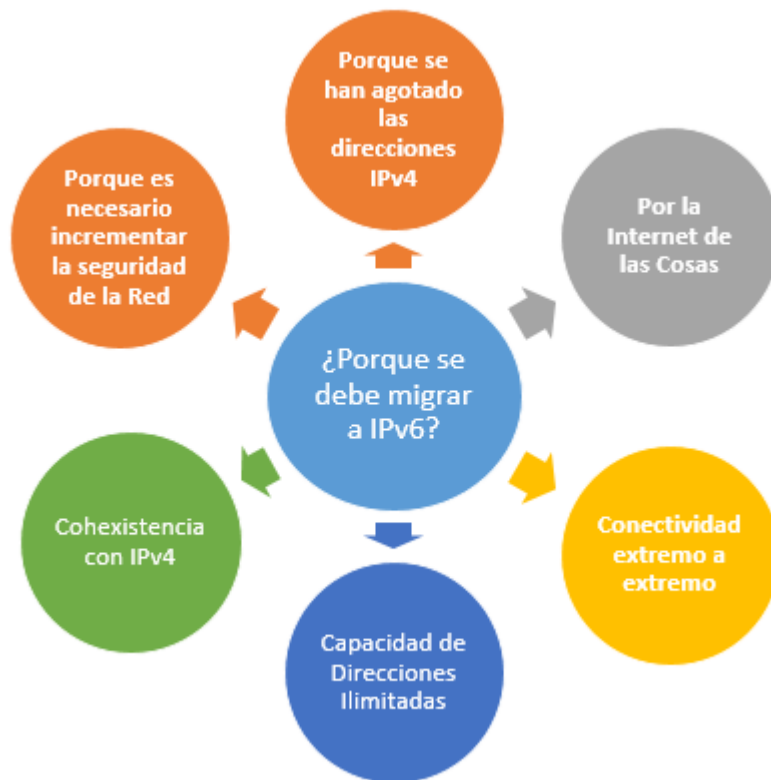 Porque se
han agotado
las
direcciones
IPv4
Porque es
necesario
incrementar
la seguridad
de la Red
Por la
Internet de
las Cosas
¿Porque se
debe migrar
a IPv6?
Cohexistencia
con IPv4
Conectividad
extremo a
extremo
Capacidad de
Direcciones
Ilimitadas